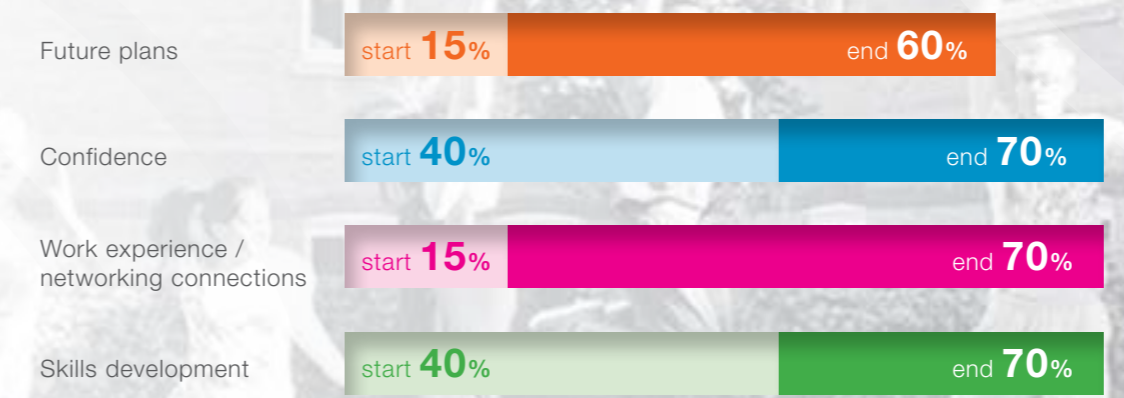 Future plans start 15% end 60%
Confidence start 40% end 70%
Work experience /
networking connections start 15% end 70%
Skills development start 40% end 70%